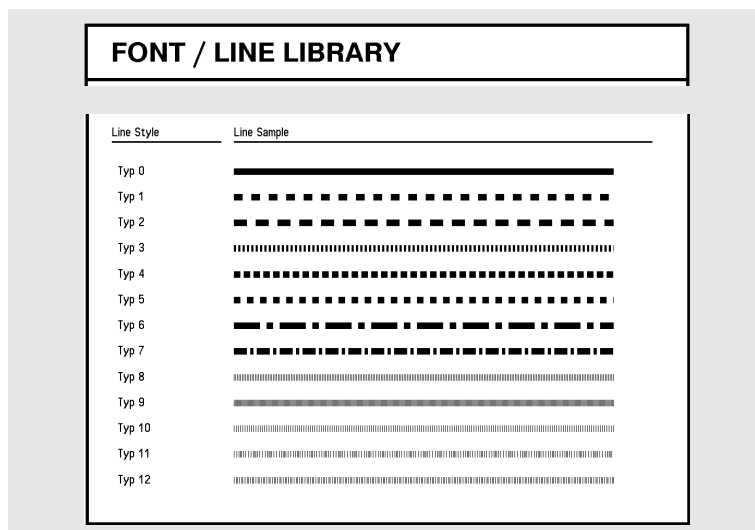 FONT / LINE LIBRARY
Line Style Line Sample
Typ 0
Typ 1
Typ 2
Typ 3
Typ 4
Typ 5
Typ 6
Typ 7
Typ 8
Typ 9
Typ 10
Typ 11
Typ 12